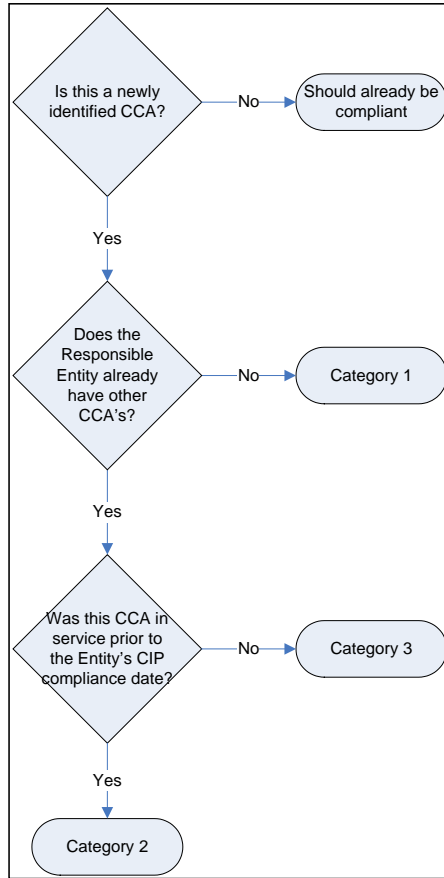 Is this a newly
identified CCA?
No
Should already be
compliant
Yes
Does the
Responsible
Entity already
have other
CCA's?
No
Category 1
Yes
Was this CCA in
service prior to
the Entity's CIP
compliance date?
No
Category 3
Yes
Category 2